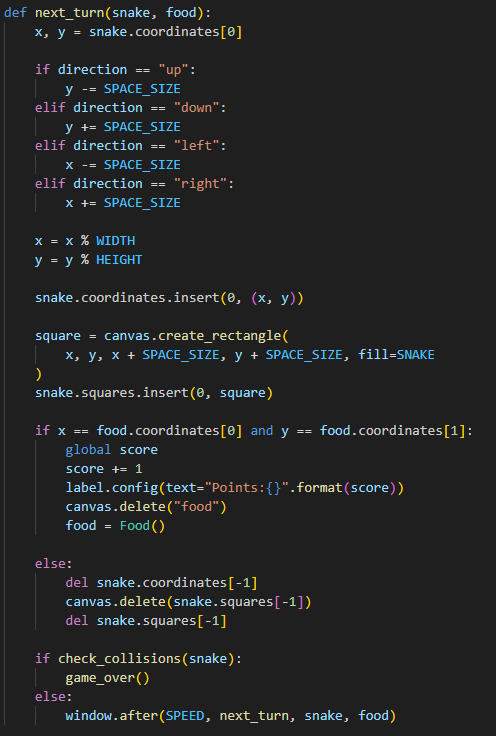 def next_turn(snake, food):
    x, y = snake.coordinates[0]

    if direction == "up":
        y -= SPACE_SIZE
    elif direction == "down":
        y += SPACE_SIZE
    elif direction == "left":
        x -= SPACE_SIZE
    elif direction == "right":
        x += SPACE_SIZE

    x = x % WIDTH
    y = y % HEIGHT

    snake.coordinates.insert(0, (x, y))

    square = canvas.create_rectangle(
        x, y, x + SPACE_SIZE, y + SPACE_SIZE, fill=SNAKE
    )
    snake.squares.insert(0, square)

    if x == food.coordinates[0] and y == food.coordinates[1]:
        global score
        score += 1
        label.config(text="Points:{}".format(score))
        canvas.delete("food")
        food = Food()

    else:
        del snake.coordinates[-1]
        canvas.delete(snake.squares[-1])
        del snake.squares[-1]

    if check_collisions(snake):
        game_over()
    else:
        window.after(SPEED, next_turn, snake, food)